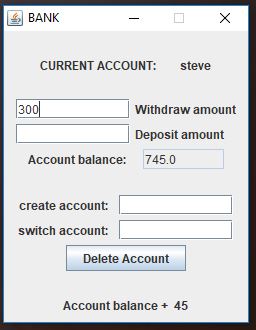 BANK
CURRENT ACCOUNT: steve
300 Withdraw amount
Deposit amount
Account balance: 745.0
create account:
switch account:
Delete Account
Account balance + 45